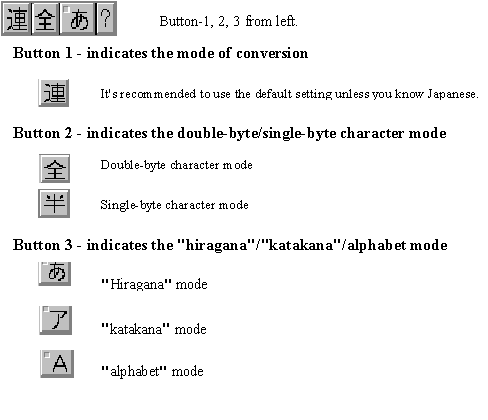 連 全 あ ? Button-1, 2, 3 from left.
Button 1 - indicates the mode of conversion
連 It's recommended to use the default setting unless you know Japanese.
Button 2 - indicates the double-byte/single-byte character mode
全 Double-byte character mode
半 Single-byte character mode
Button 3 - indicates the "hiragana"/"katakana"/alphabet mode
あ "Hiragana" mode
ア "katakana" mode
A "alphabet" mode